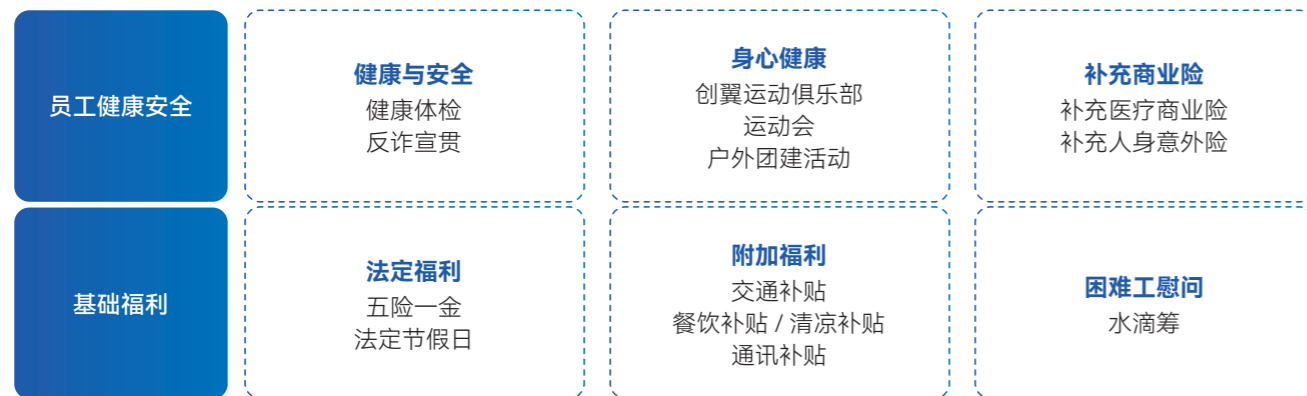 员工健康安全
健康与安全
健康体检
反诈宣贯
身心健康
创翼运动俱乐部
运动会
户外团建活动
补充商业险
补充医疗商业险
补充人身意外险
基础福利
法定福利
五险一金
法定节假日
附加福利
交通补贴
餐饮补贴 / 清凉补贴
通讯补贴
困难工慰问
水滴筹